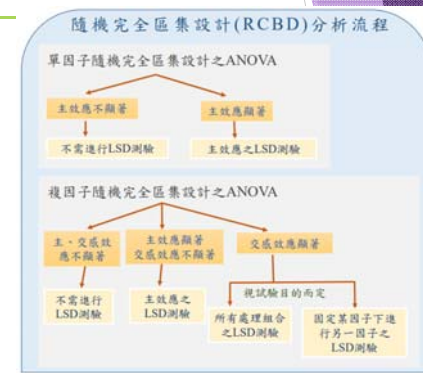 隨機完全區集設計(RCBD)分析流程
單因子隨機完全區集設計之ANOVA
主效應不顯著
主效應顯著
不需進行LSD測驗
主效應之LSD測驗
複因子隨機完全區集設計之ANOVA
主、交感效
應不顯著
主效應顯著
交感效應不顯著
交感效應顯著
視試驗目的而定
不需進行
LSD測驗
主效應之
LSD測驗
所有處理組合
之LSD測驗
固定某因子下進
行另一因子之
LSD測驗